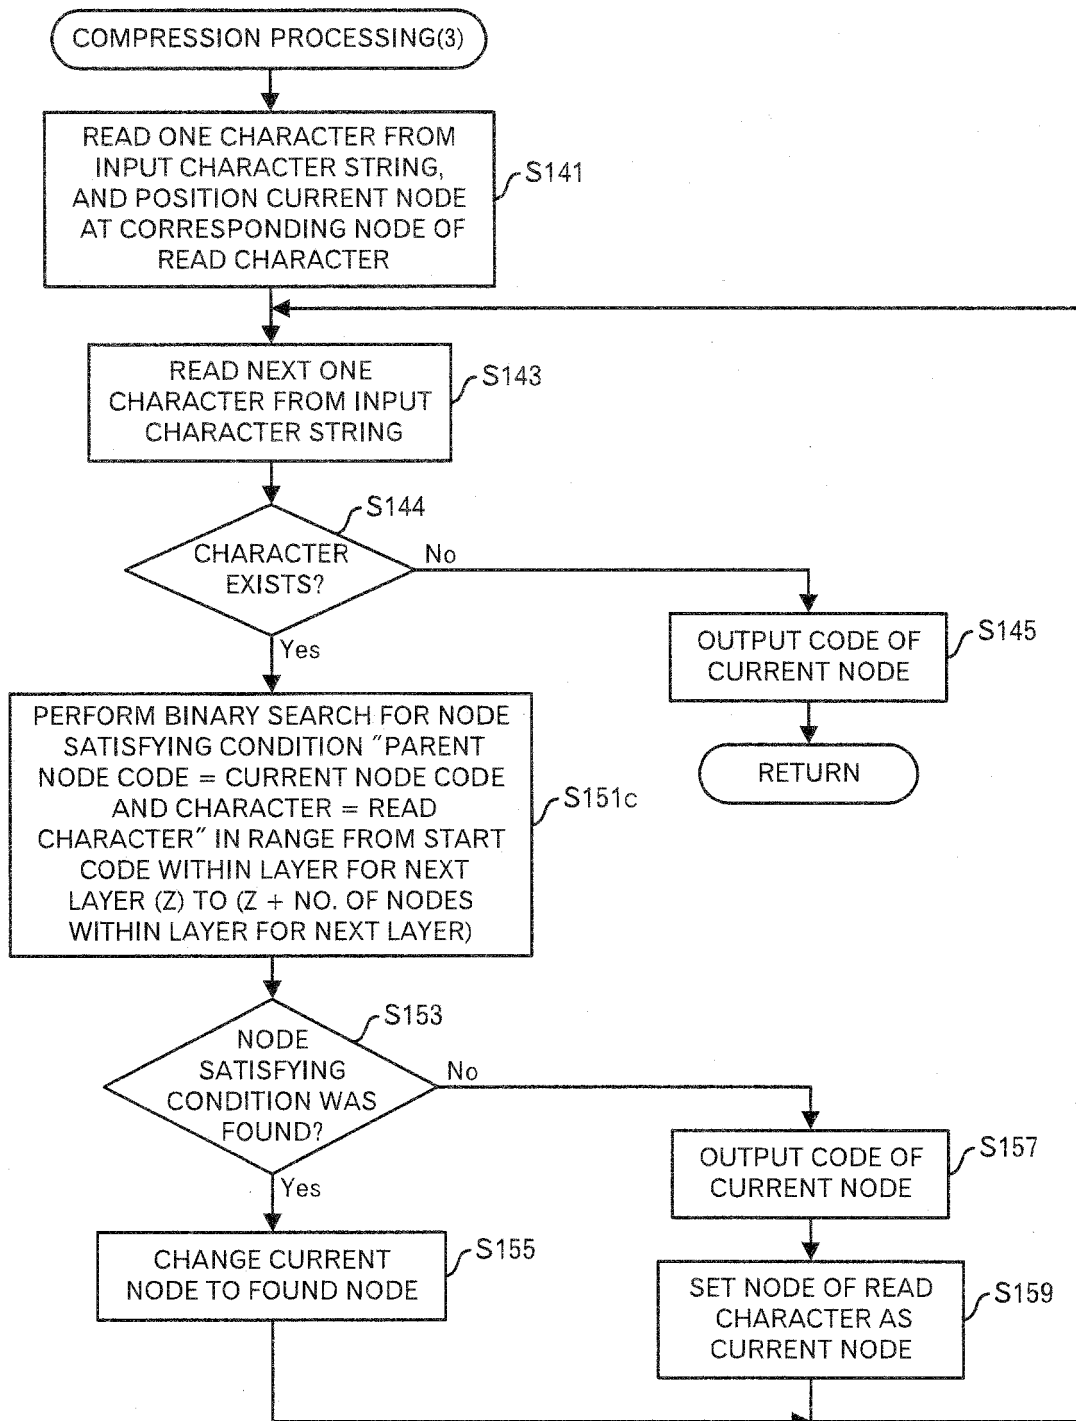 COMPRESSION PROCESSING(3)
READ ONE CHARACTER FROM
INPUT CHARACTER STRING,
AND POSITION CURRENT NODE
AT CORRESPONDING NODE OF
READ CHARACTER
S141
READ NEXT ONE
CHARACTER FROM INPUT
CHARACTER STRING
S143
S144
CHARACTER
EXISTS?
No
Yes
OUTPUT CODE OF
CURRENT NODE
S145
RETURN
PERFORM BINARY SEARCH FOR NODE
SATISFYING CONDITION "PARENT
NODE CODE = CURRENT NODE CODE
AND CHARACTER = READ
CHARACTER" IN RANGE FROM START
CODE WITHIN LAYER FOR NEXT
LAYER (Z) TO (Z + NO. OF NODES
WITHIN LAYER FOR NEXT LAYER)
S151c
S153
NODE
SATISFYING
CONDITION WAS
FOUND?
No
Yes
OUTPUT CODE OF
CURRENT NODE
S157
CHANGE CURRENT
NODE TO FOUND NODE
S155
SET NODE OF READ
CHARACTER AS
CURRENT NODE
S159